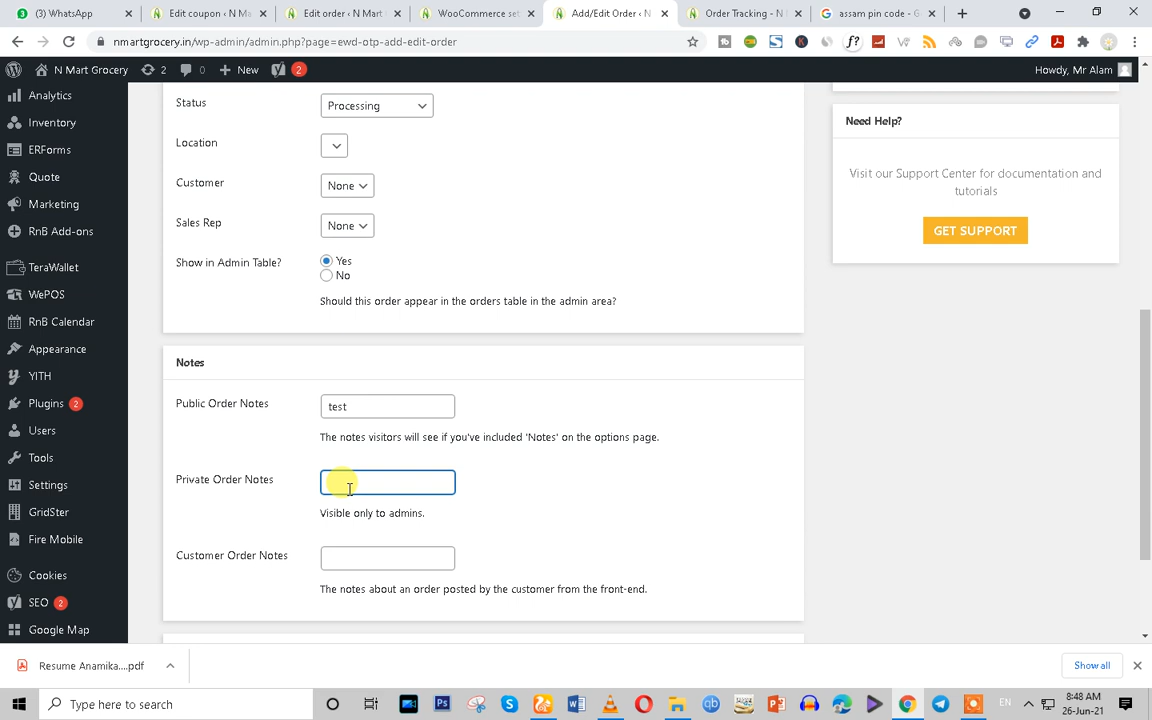 (3) WhatsApp
Edit coupon ‹ N Me
Edit order ‹ N Mart
WooCommerce set
Add/Edit Order ‹ N
Order Tracking - N
assam pin code - G
nmartgrocery.in/wp-admin/admin.php?page=ewd-otp-add-edit-order
N Mart Grocery
2
0
New
2
Howdy, Mr Alam
Analytics
Inventory
ERForms
Quote
Marketing
RnB Add-ons
TeraWallet
WePOS
RnB Calendar
Appearance
YITH
Plugins 2
Users
Tools
Settings
GridSter
Fire Mobile
Cookies
SEO 2
Google Map
Status
Processing
Location
Customer
None
Sales Rep
None
Show in Admin Table?
Yes
No
Should this order appear in the orders table in the admin area?
Notes
Public Order Notes
test
The notes visitors will see if you've included 'Notes' on the options page.
Private Order Notes
Visible only to admins.
Customer Order Notes
The notes about an order posted by the customer from the front-end.
Need Help?
Visit our Support Center for documentation and
tutorials
GET SUPPORT
Resume Anamika....pdf
Show all
Type here to search
EN
8:48 AM
26-Jun-21